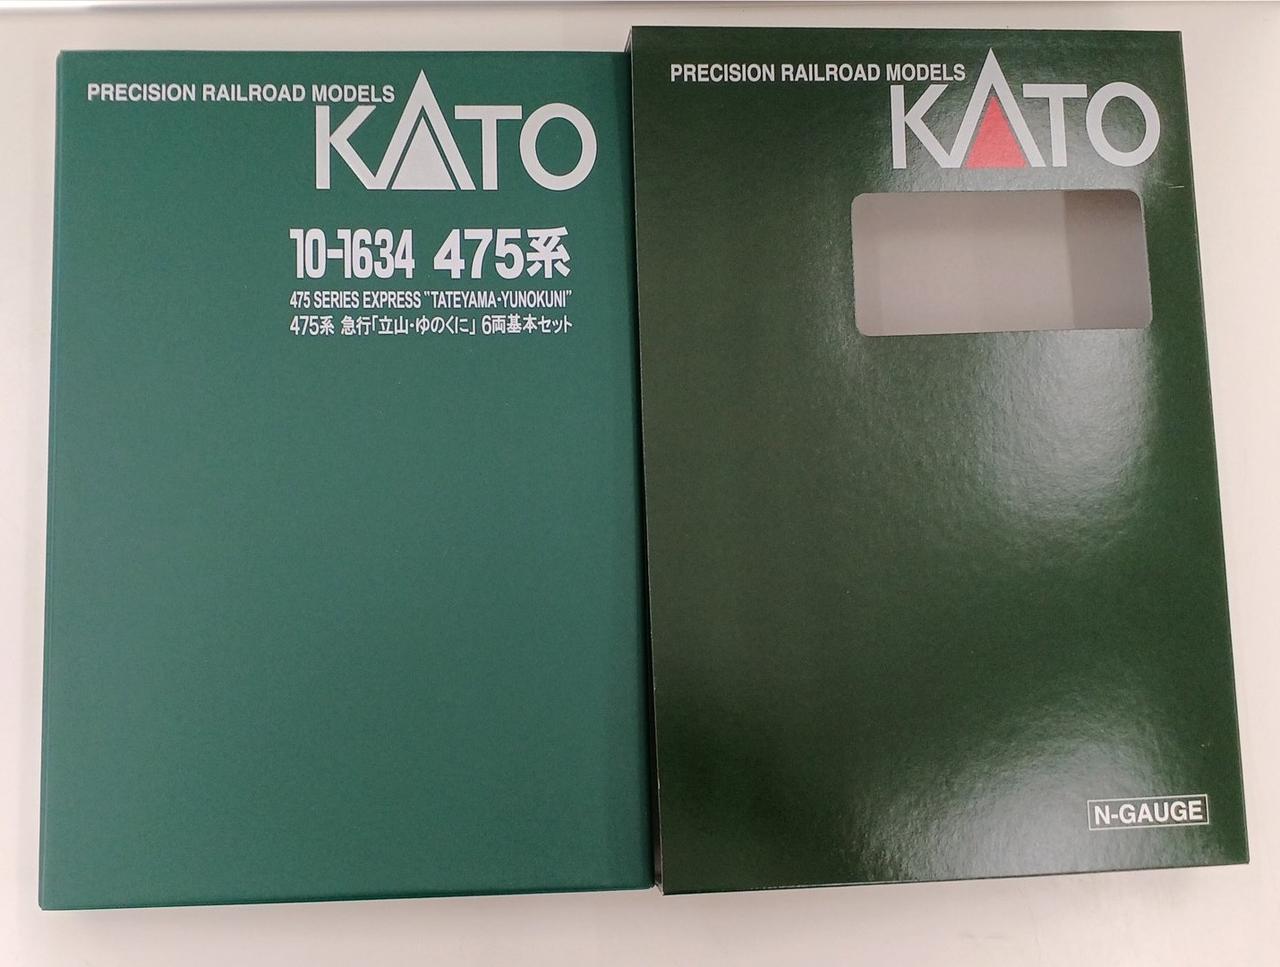 PRECISION RAILROAD MODELS
KATO
10-1634 475系
475 SERIES EXPRESS "TATEYAMA・YUNOKUNI"
475系 急行「立山・ゆのくに」 6両基本セット
PRECISION RAILROAD MODELS
KATO
N-GAUGE